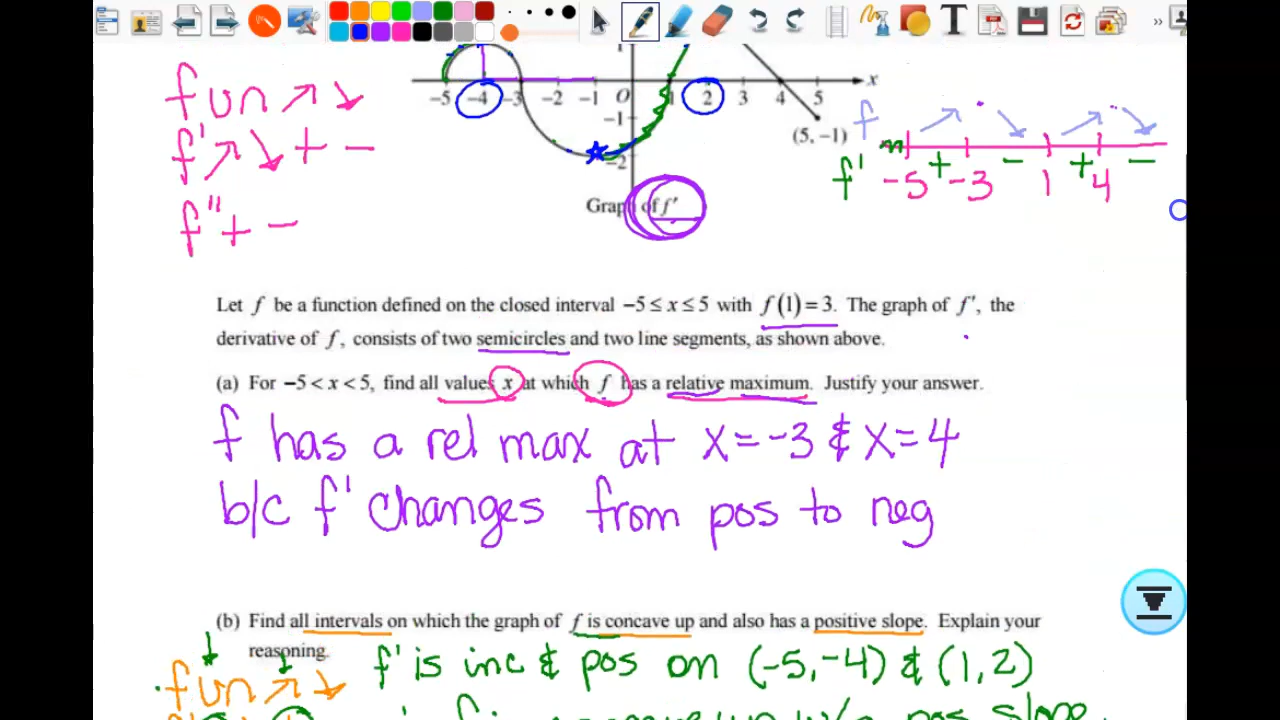 -5 -4 -3 -2 -1 O 1 2 3 4 5 x
1
-1
-2
(5, -1)
Graph of f'
f un ↗ ↘
f' ↗ ↘ + -
f" + -
f ↗ ↘ ↗ ↘
f' + - + -
-5 -3 1 4
Let f be a function defined on the closed interval -5 ≤ x ≤ 5 with f(1) = 3. The graph of f', the
derivative of f, consists of two semicircles and two line segments, as shown above.
(a) For -5 < x < 5, find all values x at which f has a relative maximum. Justify your answer.
f has a rel max at x=-3 & x=4
b/c f' changes from pos to neg
(b) Find all intervals on which the graph of f is concave up and also has a positive slope. Explain your
reasoning.
f' is inc & pos on (-5,-4) & (1,2)
f un ↗ ↘
pos slope.